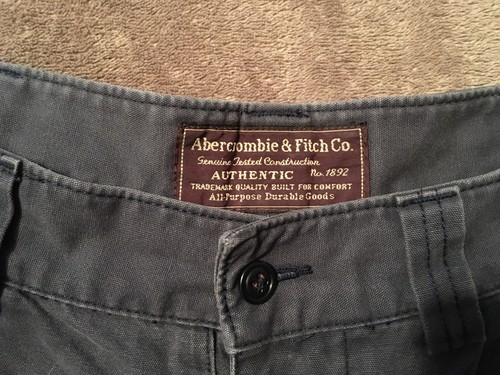 Abercrombie & Fitch Co.
Genuine Tested Construction
AUTHENTIC No. 1892
TRADEMARK QUALITY BUILT FOR COMFORT
All-Purpose Durable Goods